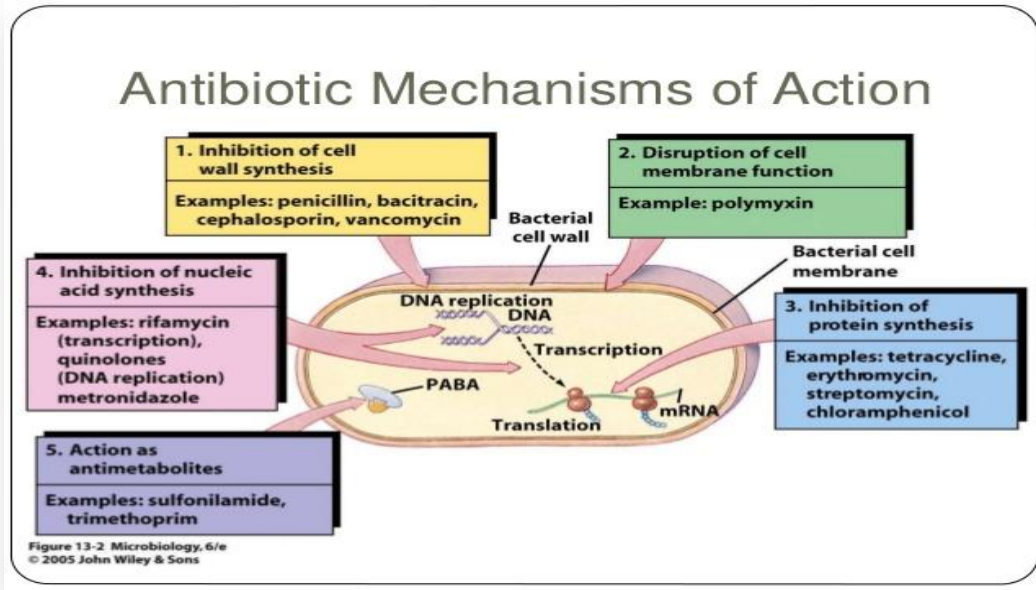 Antibiotic Mechanisms of Action
1. Inhibition of cell
wall synthesis
Examples: penicillin, bacitracin,
cephalosporin, vancomycin
2. Disruption of cell
membrane function
Example: polymyxin
Bacterial
cell wall
Bacterial cell
membrane
4. Inhibition of nucleic
acid synthesis
Examples: rifamycin
(transcription),
quinolones
(DNA replication)
metronidazole
DNA replication
DNA
Transcription
PABA
mRNA
Translation
3. Inhibition of
protein synthesis
Examples: tetracycline,
erythromycin,
streptomycin,
chloramphenicol
5. Action as
antimetabolites
Examples: sulfonilamide,
trimethoprim
Figure 13-2 Microbiology, 6/e
© 2005 John Wiley & Sons